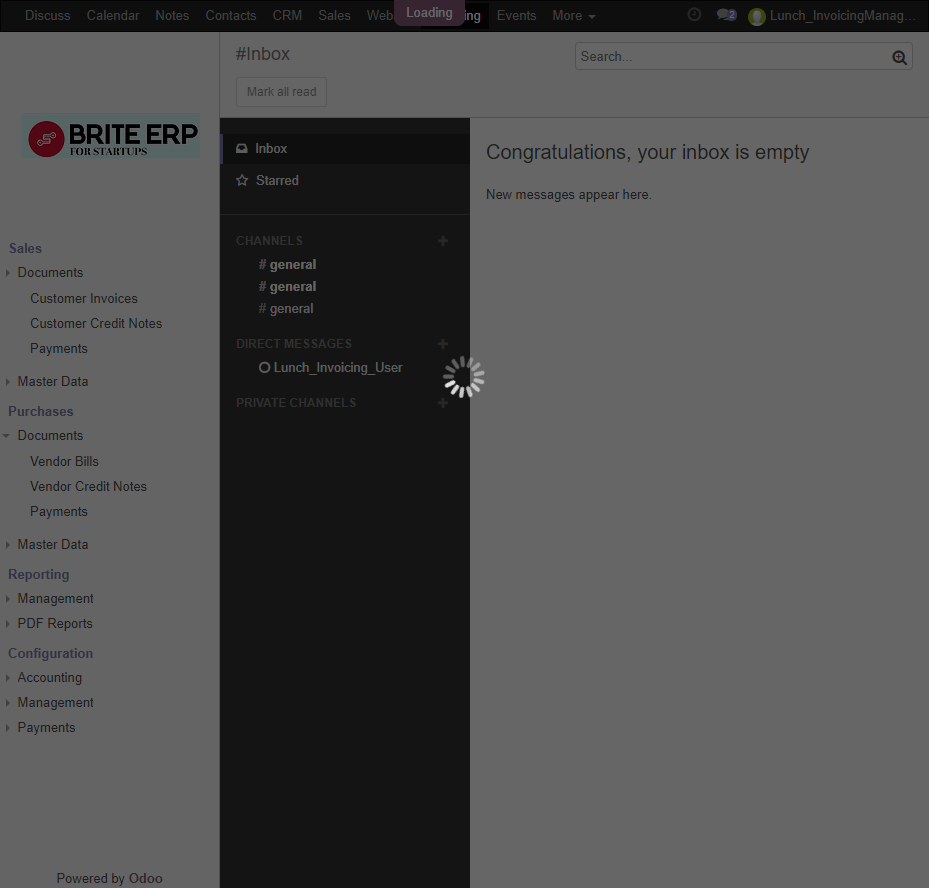 Discuss Calendar Notes Contacts CRM Sales Web Loading ing Events More 2 Lunch_InvoicingManag...
#Inbox
Search...
Mark all read
BRITE ERP
FOR STARTUPS
Inbox
Starred
Congratulations, your inbox is empty
New messages appear here.
CHANNELS
# general
# general
# general
DIRECT MESSAGES
Lunch_Invoicing_User
PRIVATE CHANNELS
Sales
Documents
Customer Invoices
Customer Credit Notes
Payments
Master Data
Purchases
Documents
Vendor Bills
Vendor Credit Notes
Payments
Master Data
Reporting
Management
PDF Reports
Configuration
Accounting
Management
Payments
Powered by Odoo